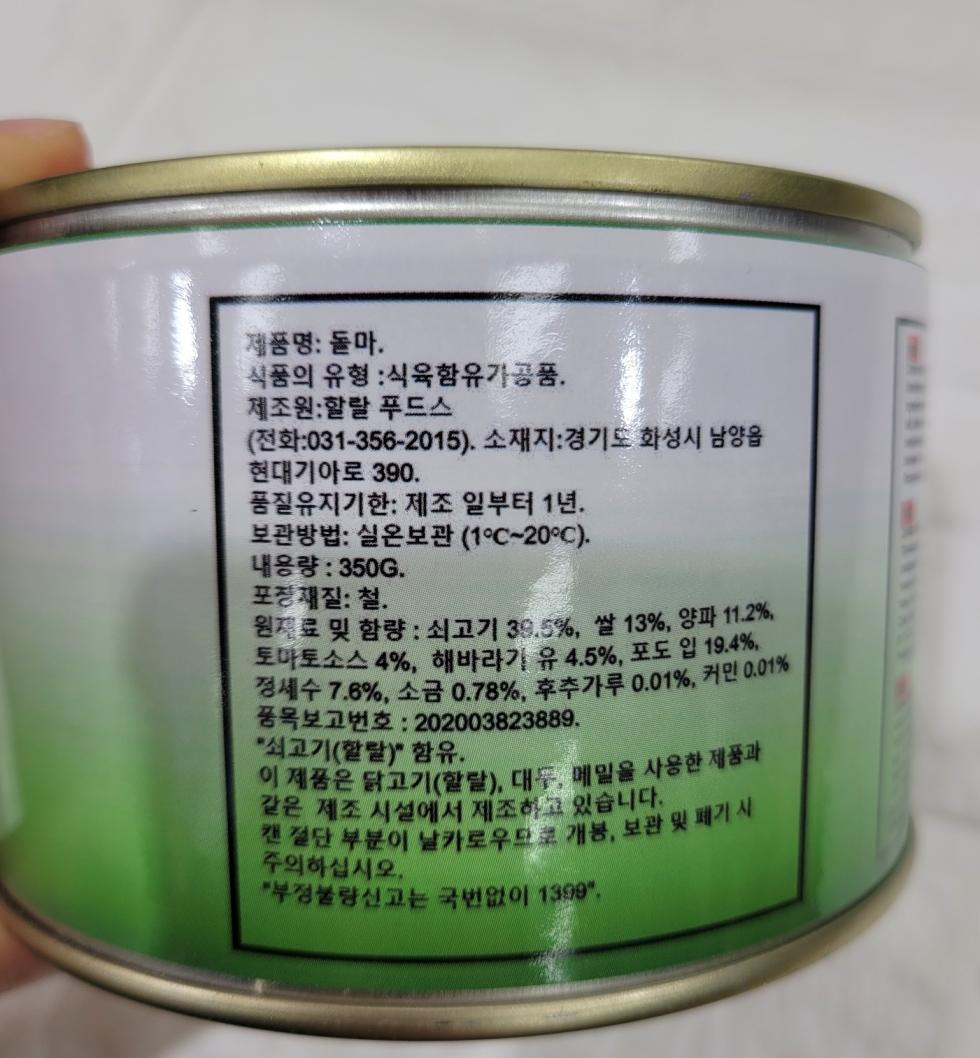 제품명: 돌마.
식품의 유형 :식육함유가공품.
제조원:할랄 푸드스
(전화:031-356-2015). 소재지:경기도 화성시 남양읍
현대기아로 390.
품질유지기한: 제조 일부터 1년.
보관방법: 실온보관 (1°C~20°C).
내용량 : 350G.
포장재질: 철.
원재료 및 함량 : 쇠고기 39.5%, 쌀 13%, 양파 11.2%,
토마토소스 4%, 해바라기 유 4.5%, 포도 입 19.4%,
정세수 7.6%, 소금 0.78%, 후추가루 0.01%, 커민 0.01%
품목보고번호 : 202003823889.
"쇠고기(할랄)" 함유.
이 제품은 닭고기(할랄), 대두, 메밀을 사용한 제품과
같은 제조 시설에서 제조하고 있습니다.
캔 절단 부분이 날카로우므로 개봉, 보관 및 폐기 시
주의하십시오.
"부정불량신고는 국번없이 1399".